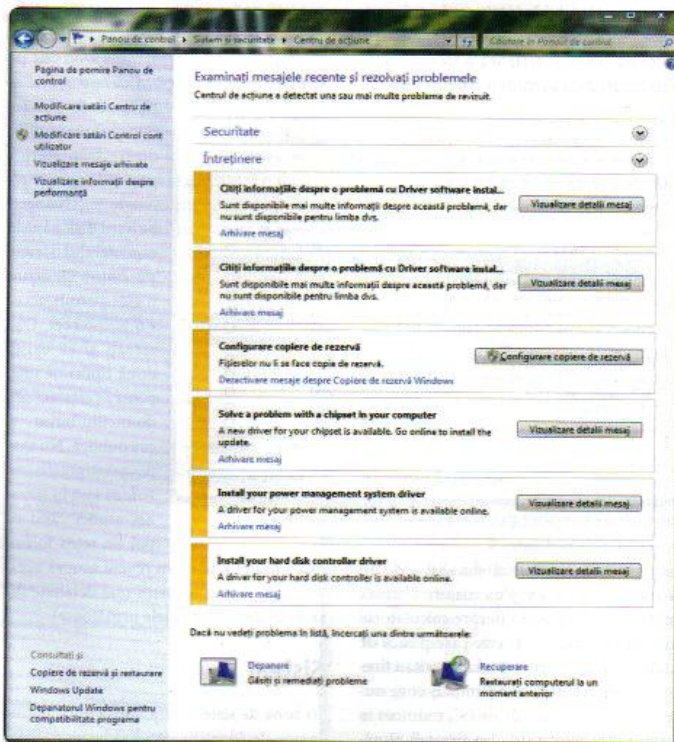 Panou de control ▸ Sistem și securitate ▸ Centru de acțiune
Căutare în Panoul de control
Pagina de pornire Panou de
control
Modificare setări Centru de
acțiune
Modificare setări Control cont
utilizator
Vizualizare mesaje arhivate
Vizualizare informații despre
performanță
Examinați mesajele recente și rezolvați problemele
Centrul de acțiune a detectat una sau mai multe probleme de revizuit.
Securitate
Întreținere
Citiți informațiile despre o problemă cu Driver software instal...
Sunt disponibile mai multe informații despre această problemă, dar
nu sunt disponibile pentru limba dvs.
Arhivare mesaj
Vizualizare detalii mesaj
Citiți informațiile despre o problemă cu Driver software instal...
Sunt disponibile mai multe informații despre această problemă, dar
nu sunt disponibile pentru limba dvs.
Arhivare mesaj
Vizualizare detalii mesaj
Configurare copiere de rezervă
Fișierelor nu li se face copie de rezervă.
Dezactivare mesaje despre Copiere de rezervă Windows
Configurare copiere de rezervă
Solve a problem with a chipset in your computer
A new driver for your chipset is available. Go online to install the
update.
Arhivare mesaj
Vizualizare detalii mesaj
Install your power management system driver
A driver for your power management system is available online.
Arhivare mesaj
Vizualizare detalii mesaj
Install your hard disk controller driver
A driver for your hard disk controller is available online.
Arhivare mesaj
Vizualizare detalii mesaj
Dacă nu vedeți problema în listă, încercați una dintre următoarele:
Depanare
Găsiți și remediați probleme
Recuperare
Restaurați computerul la un
moment anterior
Consultați și
Copiere de rezervă și restaurare
Windows Update
Depanatorul Windows pentru
compatibilitate programe